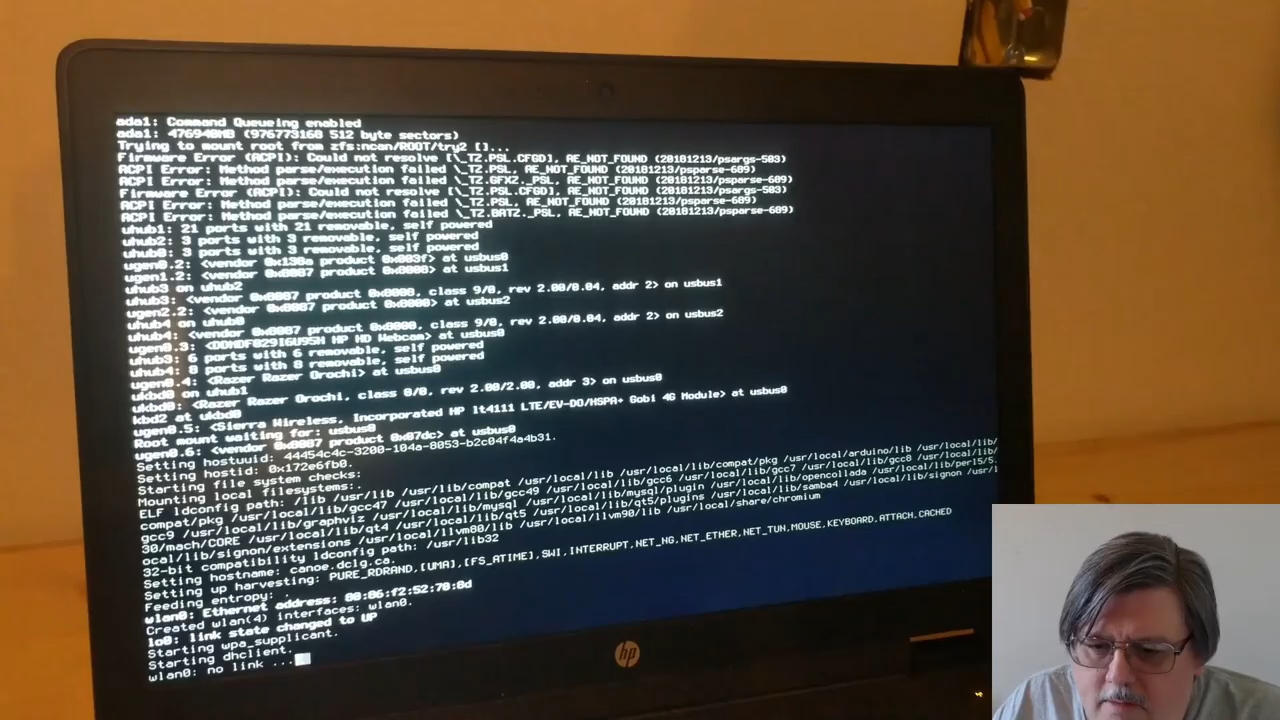 ada1: Command Queueing enabled
ada1: 476940MB (976773168 512 byte sectors)
Trying to mount root from zfs:ncan/ROOT/try2 []...
Firmware Error (ACPI): Could not resolve [\_TZ.PSL.CFGD], AE_NOT_FOUND (20181213/psargs-503)
ACPI Error: Method parse/execution failed \_TZ.PSL, AE_NOT_FOUND (20181213/psparse-689)
ACPI Error: Method parse/execution failed \_TZ.GFXZ._PSL, AE_NOT_FOUND (20181213/psparse-689)
Firmware Error (ACPI): Could not resolve [\_TZ.PSL.CFGD], AE_NOT_FOUND (20181213/psargs-503)
ACPI Error: Method parse/execution failed \_TZ.PSL, AE_NOT_FOUND (20181213/psparse-689)
ACPI Error: Method parse/execution failed \_TZ.BATZ._PSL, AE_NOT_FOUND (20181213/psparse-689)
uhub1: 21 ports with 21 removable, self powered
uhub2: 3 ports with 3 removable, self powered
uhub0: 3 ports with 3 removable, self powered
ugen0.2: <vendor 0x138a product 0x003f> at usbus0
ugen1.2: <vendor 0x8087 product 0x8008> at usbus1
uhub3 on uhub2
uhub3: <vendor 0x8087 product 0x8008, class 9/0, rev 2.00/0.04, addr 2> on usbus1
ugen2.2: <vendor 0x8087 product 0x8000> at usbus2
uhub4 on uhub0
uhub4: <vendor 0x8087 product 0x8000, class 9/0, rev 2.00/0.04, addr 2> on usbus2
ugen0.3: HP HD Webcam> at usbus0
uhub3: 6 ports with 6 removable, self powered
uhub4: 8 ports with 8 removable, self powered
ugen0.4: <Razer Razer Orochi> at usbus0
ukbd0 on uhub1
ukbd0: <Razer Razer Orochi, class 0/0, rev 2.00/2.00, addr 3> on usbus0
kbd2 at ukbd0
ugen0.5: <Sierra Wireless, Incorporated HP lt4111 LTE/EV-DO/HSPA+ Gobi 4G Module> at usbus0
Root mount waiting for: usbus0
ugen0.6: <vendor 0x8087 product 0x07dc> at usbus0
Setting hostuuid: 44454c4c-3200-104a-8053-b2c04f4a4b31.
Setting hostid: 0x172e6fb0.
Starting file system checks:
Mounting local filesystems:.
ELF ldconfig path: /lib /usr/lib /usr/lib/compat /usr/local/lib /usr/local/lib/compat/pkg /usr/local/arduino/lib /usr/local/lib/
compat/pkg /usr/local/lib/gcc47 /usr/local/lib/gcc49 /usr/local/lib/gcc6 /usr/local/lib/gcc7 /usr/local/lib/gcc8 /usr/local/lib/
gcc9 /usr/local/lib/graphviz /usr/local/lib/mysql /usr/local/lib/mysql/plugin /usr/local/lib/opencollada /usr/local/lib/perl5/5.
30/mach/CORE /usr/local/lib/qt4 /usr/local/lib/qt5 /usr/local/lib/qt5/plugins /usr/local/lib/samba4 /usr/local/lib/signon /usr/l
ocal/lib/signon/extensions /usr/local/llvm80/lib /usr/local/llvm90/lib /usr/local/share/chromium
32-bit compatibility ldconfig path: /usr/lib32
Setting hostname: canoe.dclg.ca.
Setting up harvesting: PURE_RDRAND,[UMA],[FS_ATIME],SWI,INTERRUPT,NET_NG,NET_ETHER,NET_TUN,MOUSE,KEYBOARD,ATTACH,CACHED
Feeding entropy: .
wlan0: Ethernet address: 00:06:f2:52:70:0d
Created wlan(4) interfaces: wlan0.
lo0: link state changed to UP
Starting wpa_supplicant.
Starting dhclient.
wlan0: no link ...
hp